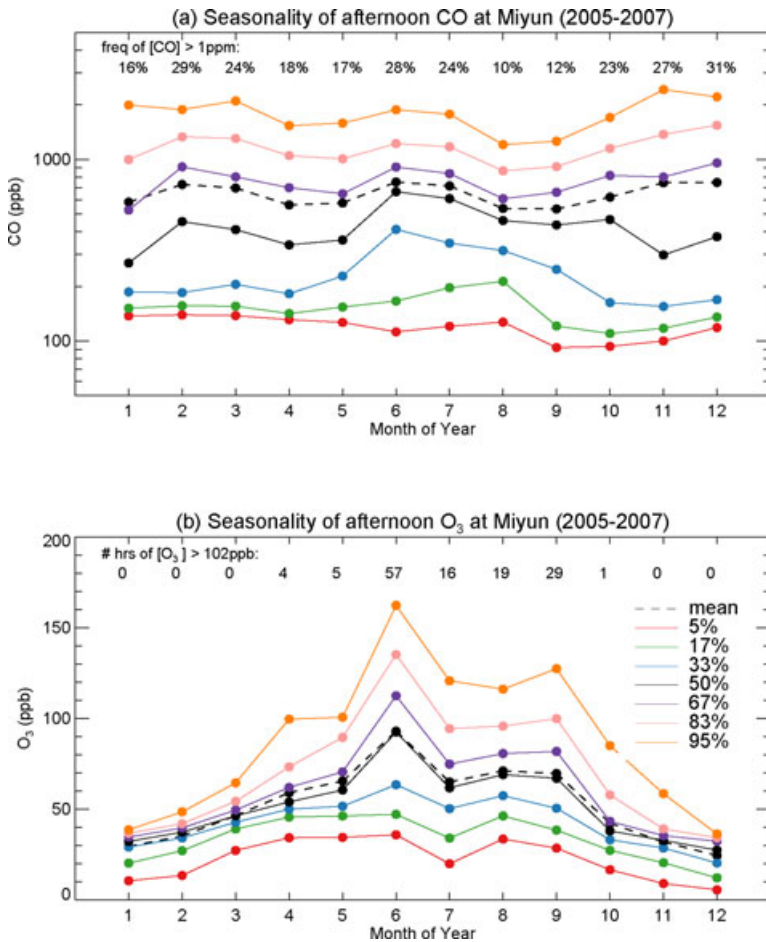 (a) Seasonality of afternoon CO at Miyun (2005-2007)
freq of [CO] > 1ppm:
16% 29% 24% 18% 17% 28% 24% 10% 12% 23% 27% 31%
1000
100
CO (ppb)
1 2 3 4 5 6 7 8 9 10 11 12
Month of Year
(b) Seasonality of afternoon O₃ at Miyun (2005-2007)
# hrs of [O₃] > 102ppb:
0 0 0 4 5 57 16 19 29 1 0 0
200
150
100
50
0
O₃ (ppb)
mean
5%
17%
33%
50%
67%
83%
95%
1 2 3 4 5 6 7 8 9 10 11 12
Month of Year